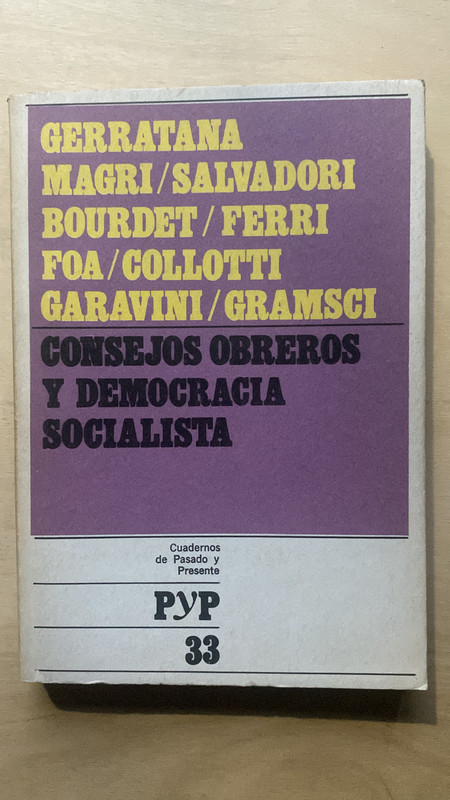 GERRATANA
MAGRI/SALVADORI
BOURDET/FERRI
FOA/COLLOTTI
GARAVINI/GRAMSCI
CONSEJOS OBREROS
Y DEMOCRACIA
SOCIALISTA
Cuadernos
de Pasado y
Presente
PyP
33